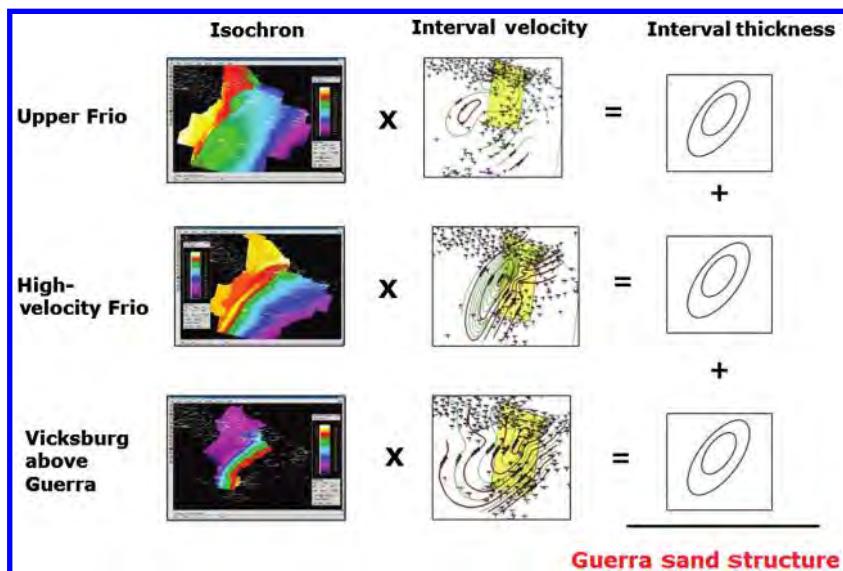 Isochron Interval velocity Interval thickness
Upper Frio X =
+
High-
velocity Frio X =
+
Vicksburg
above
Guerra X =
Guerra sand structure